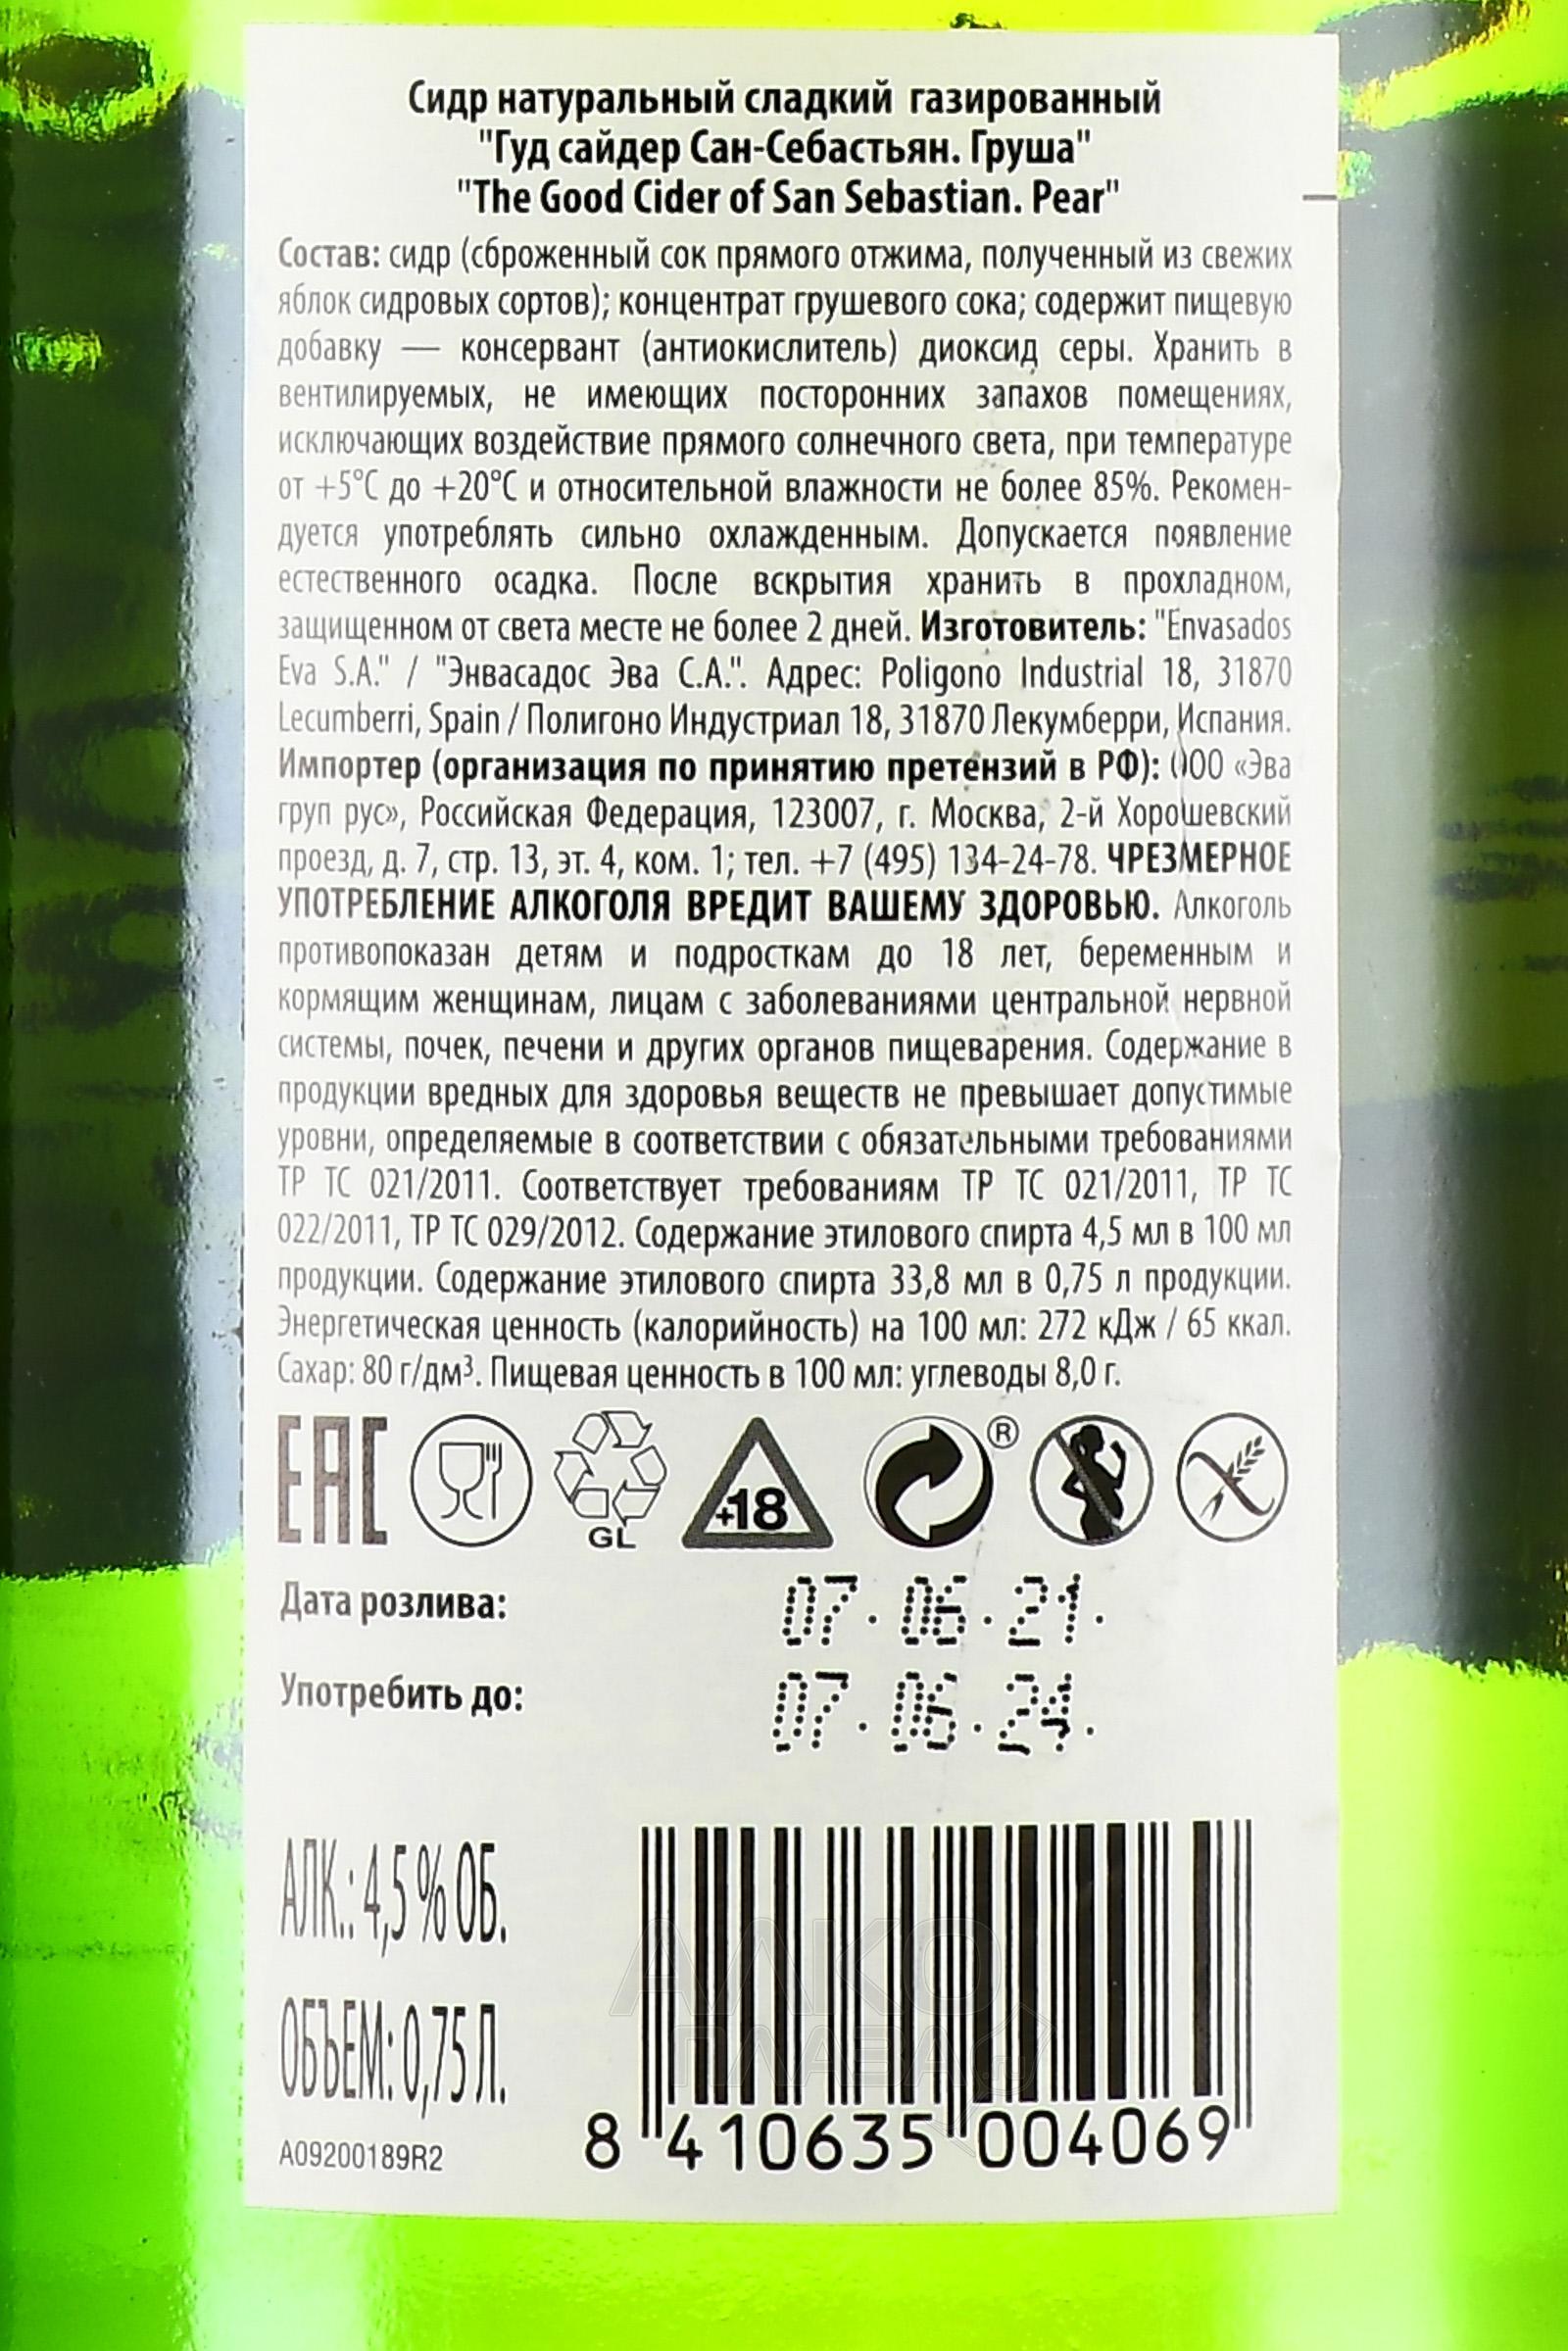 Сидр натуральный сладкий газированный
"Гуд сайдер Сан-Себастьян. Груша"
"The Good Cider of San Sebastian. Pear"
Состав: сидр (сброженный сок прямого отжима, полученный из свежих
яблок сидровых сортов); концентрат грушевого сока; содержит пищевую
добавку — консервант (антиокислитель) диоксид серы. Хранить в
вентилируемых, не имеющих посторонних запахов помещениях,
исключающих воздействие прямого солнечного света, при температуре
от +5°C до +20°C и относительной влажности не более 85%. Рекомен-
дуется употреблять сильно охлажденным. Допускается появление
естественного осадка. После вскрытия хранить в прохладном,
защищенном от света месте не более 2 дней. Изготовитель: "Envasados
Eva S.A." / "Энвасадос Эва С.А.". Адрес: Poligono Industrial 18, 31870
Lecumberri, Spain / Полигоно Индустриал 18, 31870 Лекумберри, Испания.
Импортер (организация по принятию претензий в РФ): ООО «Эва
груп рус», Российская Федерация, 123007, г. Москва, 2-й Хорошевский
проезд, д. 7, стр. 13, эт. 4, ком. 1; тел. +7 (495) 134-24-78. ЧРЕЗМЕРНОЕ
УПОТРЕБЛЕНИЕ АЛКОГОЛЯ ВРЕДИТ ВАШЕМУ ЗДОРОВЬЮ. Алкоголь
противопоказан детям и подросткам до 18 лет, беременным и
кормящим женщинам, лицам с заболеваниями центральной нервной
системы, почек, печени и других органов пищеварения. Содержание в
продукции вредных для здоровья веществ не превышает допустимые
уровни, определяемые в соответствии с обязательными требованиями
ТР ТС 021/2011. Соответствует требованиям ТР ТС 021/2011, ТР ТС
022/2011, ТР ТС 029/2012. Содержание этилового спирта 4,5 мл в 100 мл
продукции. Содержание этилового спирта 33,8 мл в 0,75 л продукции.
Энергетическая ценность (калорийность) на 100 мл: 272 кДж / 65 ккал.
Сахар: 80 г/дм³. Пищевая ценность в 100 мл: углеводы 8,0 г.
EAC GL +18 ®
Дата розлива: 07.06.21.
Употребить до: 07.06.24.
АЛК.: 4,5 % ОБ.
ОБЪЕМ: 0,75 Л.
A09200189R2
8 410635 004069
АЛКО
ПЛАЗА.ру